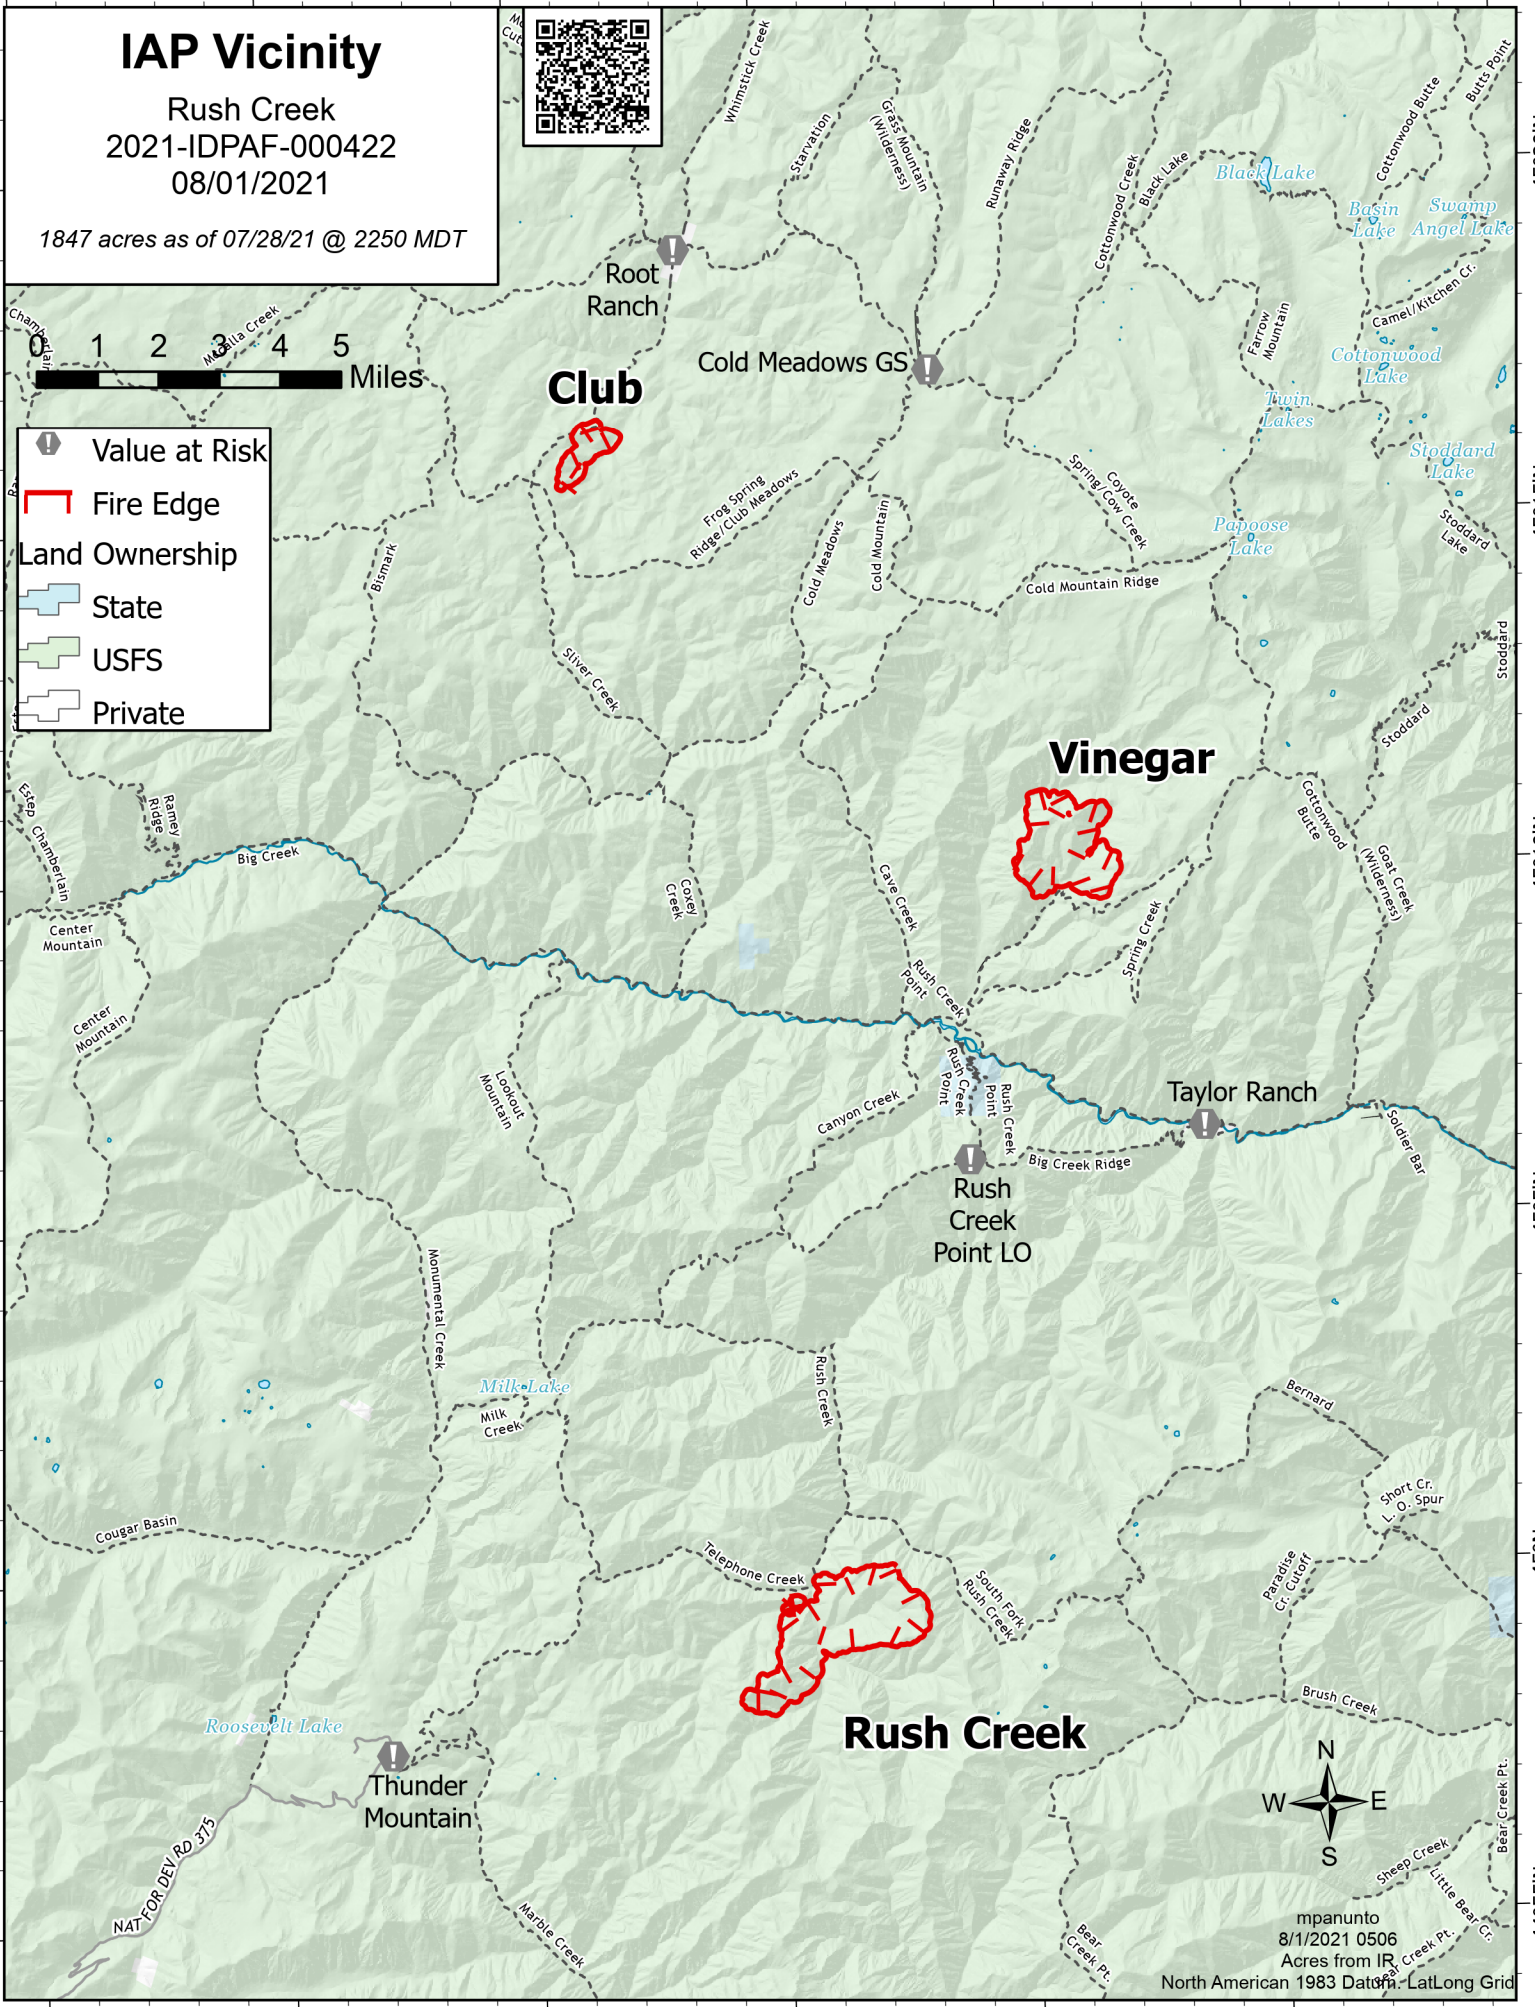 IAP Vicinity
Rush Creek
2021-IDPAF-000422
08/01/2021
1847 acres as of 07/28/21 @ 2250 MDT
Whimstick Creek
Starvation
Grass Mountain
(Wilderness)
Runaway Ridge
Cottonwood Creek
Black Lake
Black Lake
Cottonwood Butte
Butts Point
Basin
Lake
Swamp
Angel Lake
Camel/Kitchen Cr.
Root
Ranch
Farrow
Mountain
Chamberlain
McCalla Creek
0 1 2 3 4 5
Miles
Cold Meadows GS
Cottonwood
Lake
Club
Twin
Lakes
Value at Risk
Fire Edge
Land Ownership
State
USFS
Private
Stoddard
Lake
Frog Spring
Ridge/Club Meadows
Coyote
Spring/Cow Creek
Papoose
Lake
Stoddard
Lake
Bismark
Cold Meadows
Cold Mountain
Cold Mountain Ridge
Sliver Creek
Stoddard
Stoddard
Vinegar
Estep
Chamberlain
Ramey
Ridge
Big Creek
Cottonwood
Butte
Goat Creek
(Wilderness)
Coxey
Creek
Cave Creek
Center
Mountain
Spring Creek
Rush Creek
Point
Center
Mountain
Lookout
Mountain
Rush Creek
Point
Rush Creek
Point
Canyon Creek
Taylor Ranch
Soldier Bar
Big Creek Ridge
Rush
Creek
Point LO
Monumental Creek
Milk Lake
Milk
Creek
Rush Creek
Bernard
Short Cr.
L. O. Spur
Cougar Basin
Telephone Creek
South Fork
Rush Creek
Paradise
Cr. Cutoff
Roosevelt Lake
Rush Creek
Brush Creek
Thunder
Mountain
N
W
E
S
NAT FOR DEV RD 375
Bear Creek Pt.
Sheep Creek
Little Bear Cr.
Marble Creek
Bear
Creek Pt.
Bear Creek Pt.
mpanunto
8/1/2021 0506
Acres from IR
North American 1983 Datum. LatLong Grid